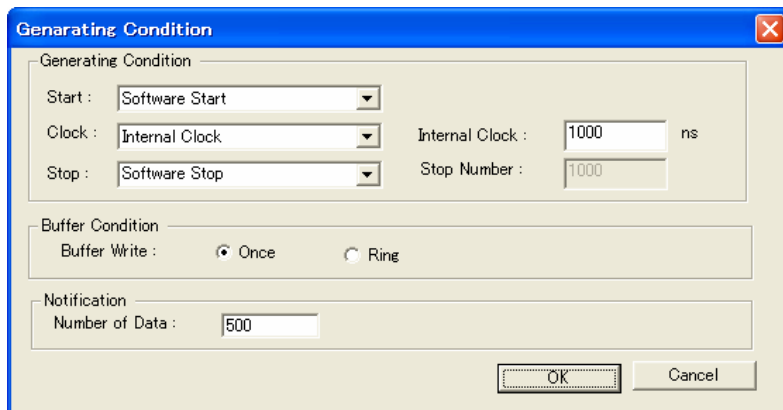 Genarating Condition
Generating Condition
Start : Software Start
Clock : Internal Clock Internal Clock : 1000 ns
Stop : Software Stop Stop Number : 1000
Buffer Condition
Buffer Write : Once Ring
Notification
Number of Data : 500
OK Cancel